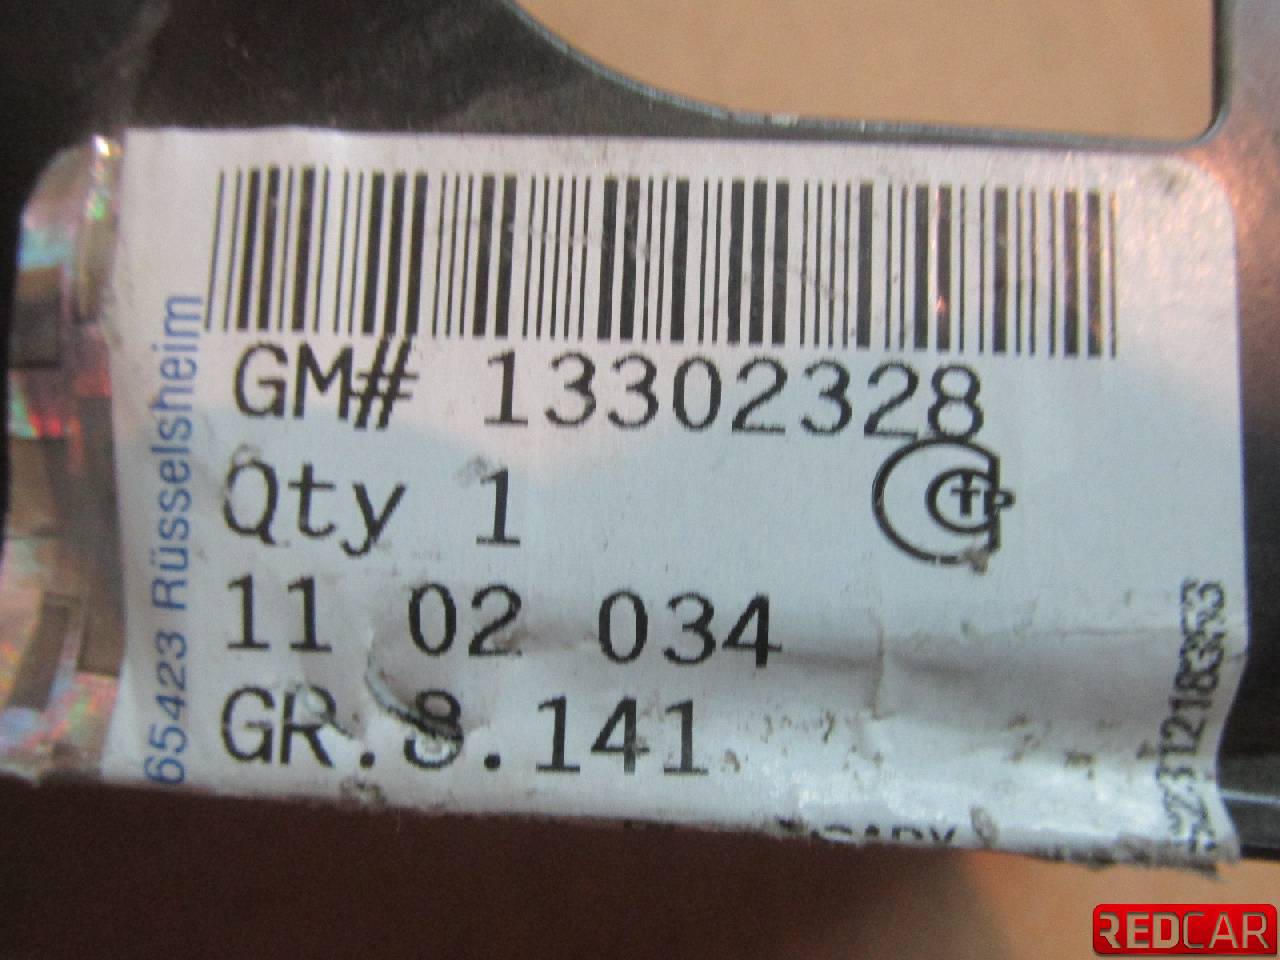 GM# 13302328
Qty 1
11 02 034
GR.8.141
65423 Rüsselsheim
REDCAR